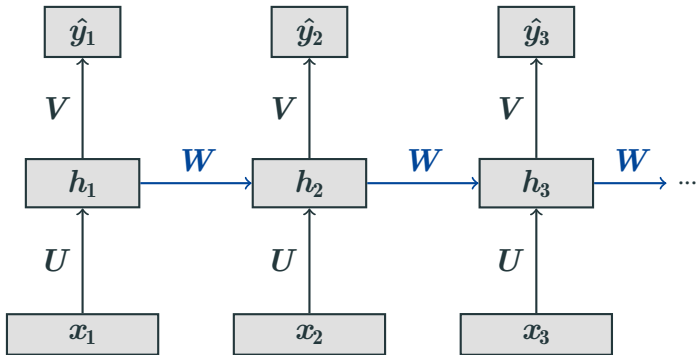 ŷ₁ ŷ₂ ŷ₃
V V V
W W W
h₁ h₂ h₃ ...
U U U
x₁ x₂ x₃